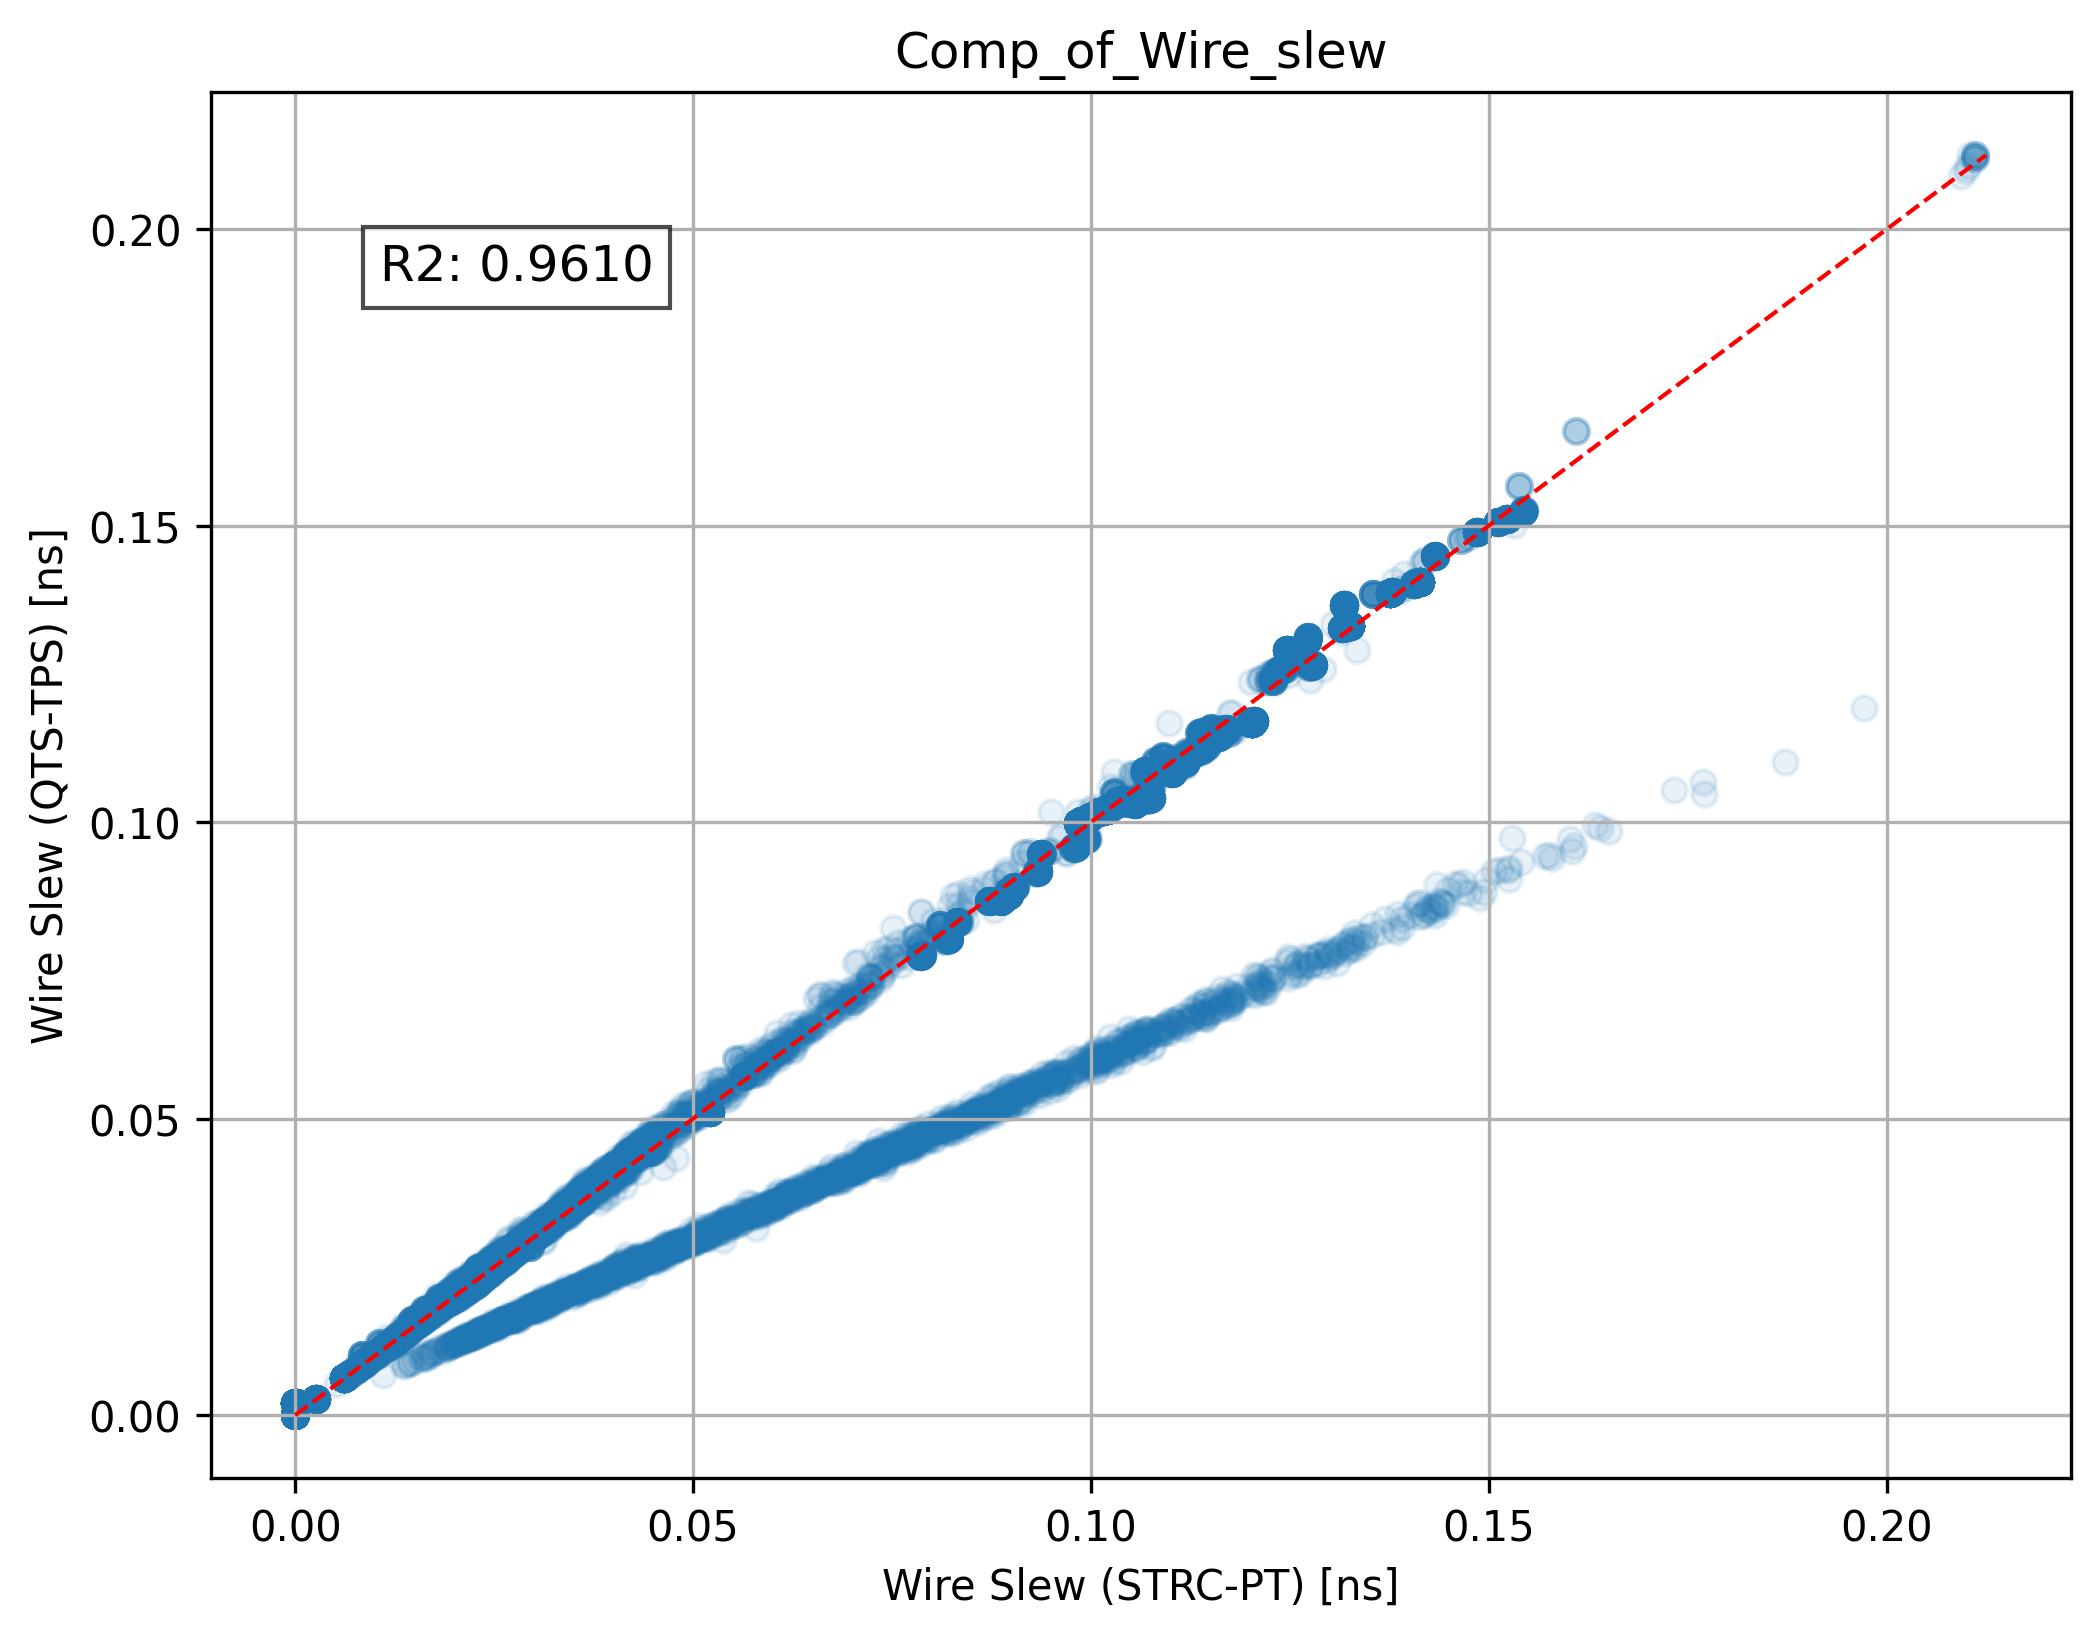 Comp_of_Wire_slew
R2: 0.9610
Wire Slew (QTS-TPS) [ns]
0.20
0.15
0.10
0.05
0.00
0.00 0.05 0.10 0.15 0.20
Wire Slew (STRC-PT) [ns]